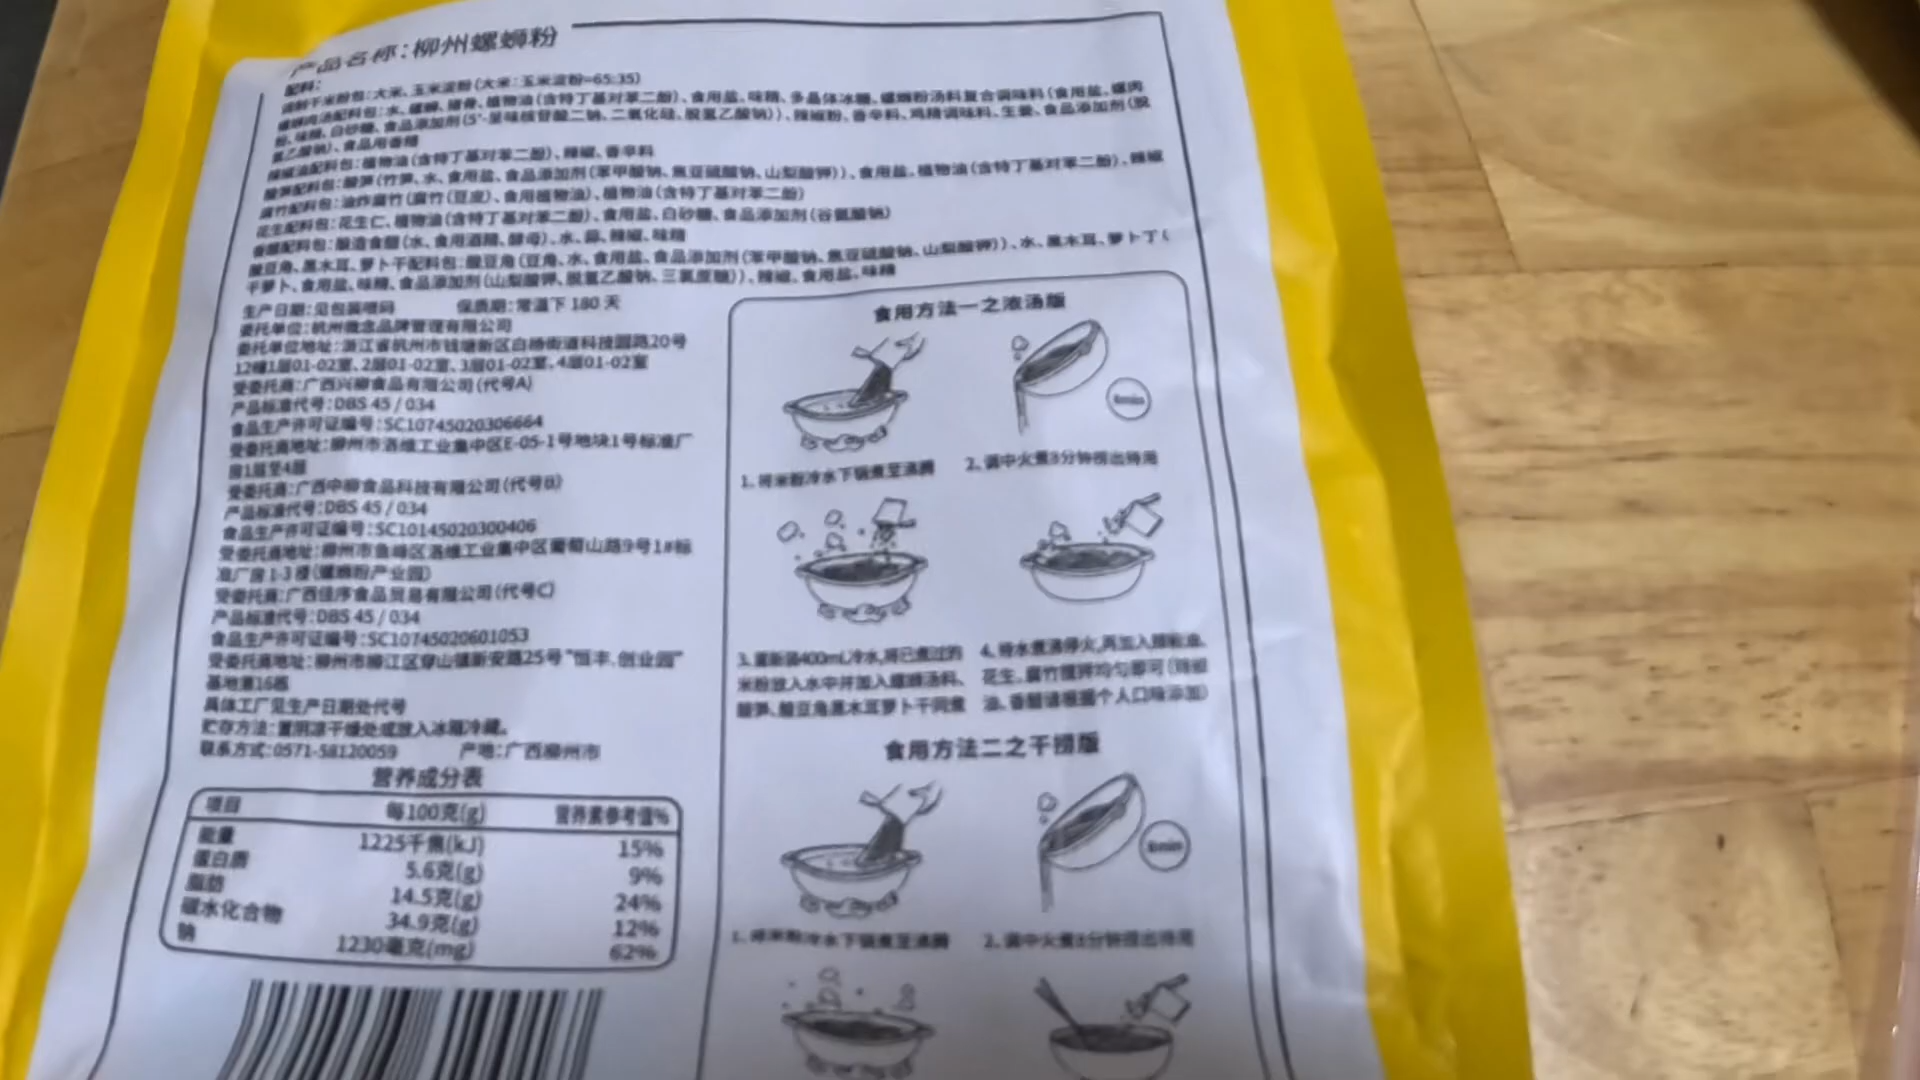 产品名称:柳州螺蛳粉
配料:
调制干米粉包:大米、玉米淀粉(大米:玉米淀粉=65:35)
螺蛳肉汤配料包:水、螺蛳、猪骨、植物油(含特丁基对苯二酚)、食用盐、味精、多晶体冰糖、螺蛳粉汤料复合调味料(食用盐、螺肉
粉、味精、白砂糖、食品添加剂(5'-呈味核苷酸二钠、二氧化硅、脱氢乙酸钠))、辣椒粉、香辛料、鸡精调味料、生姜、食品添加剂(脱
氢乙酸钠)、食品用香精
辣椒油配料包:植物油(含特丁基对苯二酚)、辣椒、香辛料
酸笋配料包:酸笋(竹笋、水、食用盐、食品添加剂(苯甲酸钠、焦亚硫酸钠、山梨酸钾))、食用盐、植物油(含特丁基对苯二酚)、辣椒
腐竹配料包:油炸腐竹(腐竹(豆皮)、食用植物油)、植物油(含特丁基对苯二酚)
花生配料包:花生仁、植物油(含特丁基对苯二酚)、食用盐、白砂糖、食品添加剂(谷氨酸钠)
香醋配料包:酿造食醋(水、食用酒精、酵母)、水、蒜、辣椒、味精
酸豆角、黑木耳、萝卜干配料包:酸豆角(豆角、水、食用盐、食品添加剂(苯甲酸钠、焦亚硫酸钠、山梨酸钾))、水、黑木耳、萝卜丁(
干萝卜、食用盐、味精、食品添加剂(山梨酸钾、脱氢乙酸钠、三氯蔗糖))、辣椒、食用盐、味精
生产日期:见包装喷码 保质期:常温下 180 天
委托单位:杭州微念品牌管理有限公司
委托单位地址:浙江省杭州市钱塘新区白杨街道科技园路20号
12幢1层01-02室、2层01-02室、3层01-02室、4层01-02室
受委托商:广西兴柳食品有限公司(代号A)
产品标准代号:DBS 45 / 034
食品生产许可证编号:SC10745020306664
受委托商地址:柳州市洛维工业集中区E-05-1号地块1号标准厂
房1层至4层
受委托商:广西中柳食品科技有限公司(代号B)
产品标准代号:DBS 45 / 034
食品生产许可证编号:SC10145020300406
受委托商地址:柳州市鱼峰区洛维工业集中区葡萄山路9号1#标
准厂房 1-3 楼(螺蛳粉产业园)
受委托商:广西佳序食品贸易有限公司(代号C)
产品标准代号:DBS 45 / 034
食品生产许可证编号:SC10745020601053
受委托商地址:柳州市柳江区穿山镇新安路25号"恒丰.创业园"
基地第16栋
具体工厂见生产日期处代号
贮存方法:置阴凉干燥处或放入冰箱冷藏。
联系方式:0571-58120059 产地:广西柳州市
营养成分表
项目 每100克(g) 营养素参考值%
能量 1225千焦(kJ) 15%
蛋白质 5.6克(g) 9%
脂肪 14.5克(g) 24%
碳水化合物 34.9克(g) 12%
钠 1230毫克(mg) 62%
食用方法一之浓汤版
8min
1. 将米粉冷水下锅煮至沸腾 2. 调中火煮8分钟捞出待用
3. 重新装400mL冷水,将已煮过的
米粉放入水中并加入螺蛳汤料、
酸笋、酸豆角黑木耳萝卜干同煮
4. 待水煮沸停火,再加入辣椒油、
花生、腐竹搅拌均匀即可(辣椒
油、香醋请根据个人口味添加)
食用方法二之干捞版
8min
1. 将米粉冷水下锅煮至沸腾 2. 调中火煮8分钟捞出待用